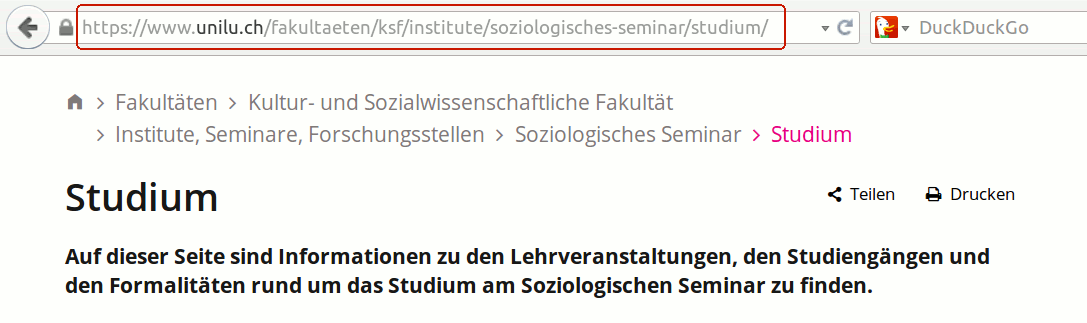 https://www.unilu.ch/fakultaeten/ksf/institute/soziologisches-seminar/studium/ DuckDuckGo
Fakultäten > Kultur- und Sozialwissenschaftliche Fakultät
> Institute, Seminare, Forschungsstellen > Soziologisches Seminar > Studium
Studium
Teilen Drucken
Auf dieser Seite sind Informationen zu den Lehrveranstaltungen, den Studiengängen und
den Formalitäten rund um das Studium am Soziologischen Seminar zu finden.